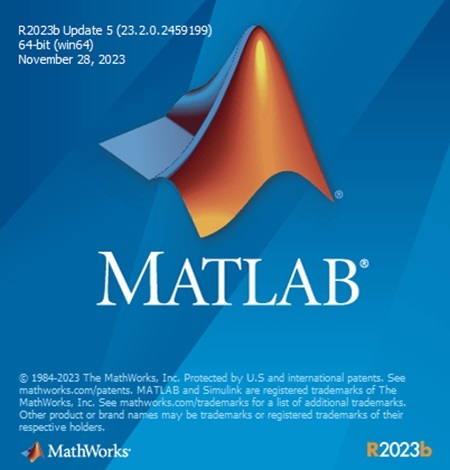 R2023b Update 5 (23.2.0.2459199)
64-bit (win64)
November 28, 2023
®
MATLAB®
© 1984-2023 The MathWorks, Inc. Protected by U.S and international patents. See
mathworks.com/patents. MATLAB and Simulink are registered trademarks of The
MathWorks, Inc. See mathworks.com/trademarks for a list of additional trademarks.
Other product or brand names may be trademarks or registered trademarks of their
respective holders.
MathWorks®
R2023b